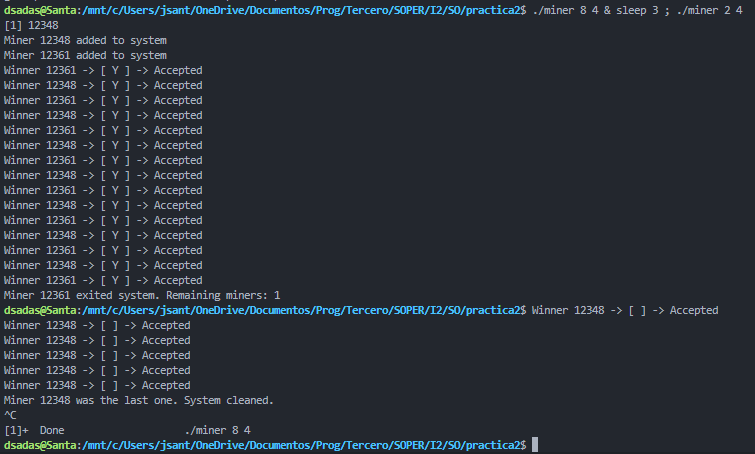 dsadas@Santa:/mnt/c/Users/jsant/OneDrive/Documentos/Prog/Tercero/SOPER/I2/SO/practica2$ ./miner 8 4 & sleep 3 ; ./miner 2 4
[1] 12348
Miner 12348 added to system
Miner 12361 added to system
Winner 12361 -> [ Y ] -> Accepted
Winner 12348 -> [ Y ] -> Accepted
Winner 12361 -> [ Y ] -> Accepted
Winner 12348 -> [ Y ] -> Accepted
Winner 12361 -> [ Y ] -> Accepted
Winner 12348 -> [ Y ] -> Accepted
Winner 12361 -> [ Y ] -> Accepted
Winner 12348 -> [ Y ] -> Accepted
Winner 12361 -> [ Y ] -> Accepted
Winner 12348 -> [ Y ] -> Accepted
Winner 12361 -> [ Y ] -> Accepted
Winner 12348 -> [ Y ] -> Accepted
Winner 12361 -> [ Y ] -> Accepted
Winner 12348 -> [ Y ] -> Accepted
Winner 12361 -> [ Y ] -> Accepted
Miner 12361 exited system. Remaining miners: 1
dsadas@Santa:/mnt/c/Users/jsant/OneDrive/Documentos/Prog/Tercero/SOPER/I2/SO/practica2$ Winner 12348 -> [ ] -> Accepted
Winner 12348 -> [ ] -> Accepted
Winner 12348 -> [ ] -> Accepted
Winner 12348 -> [ ] -> Accepted
Winner 12348 -> [ ] -> Accepted
Winner 12348 -> [ ] -> Accepted
Miner 12348 was the last one. System cleaned.
^C
[1]+  Done                    ./miner 8 4
dsadas@Santa:/mnt/c/Users/jsant/OneDrive/Documentos/Prog/Tercero/SOPER/I2/SO/practica2$